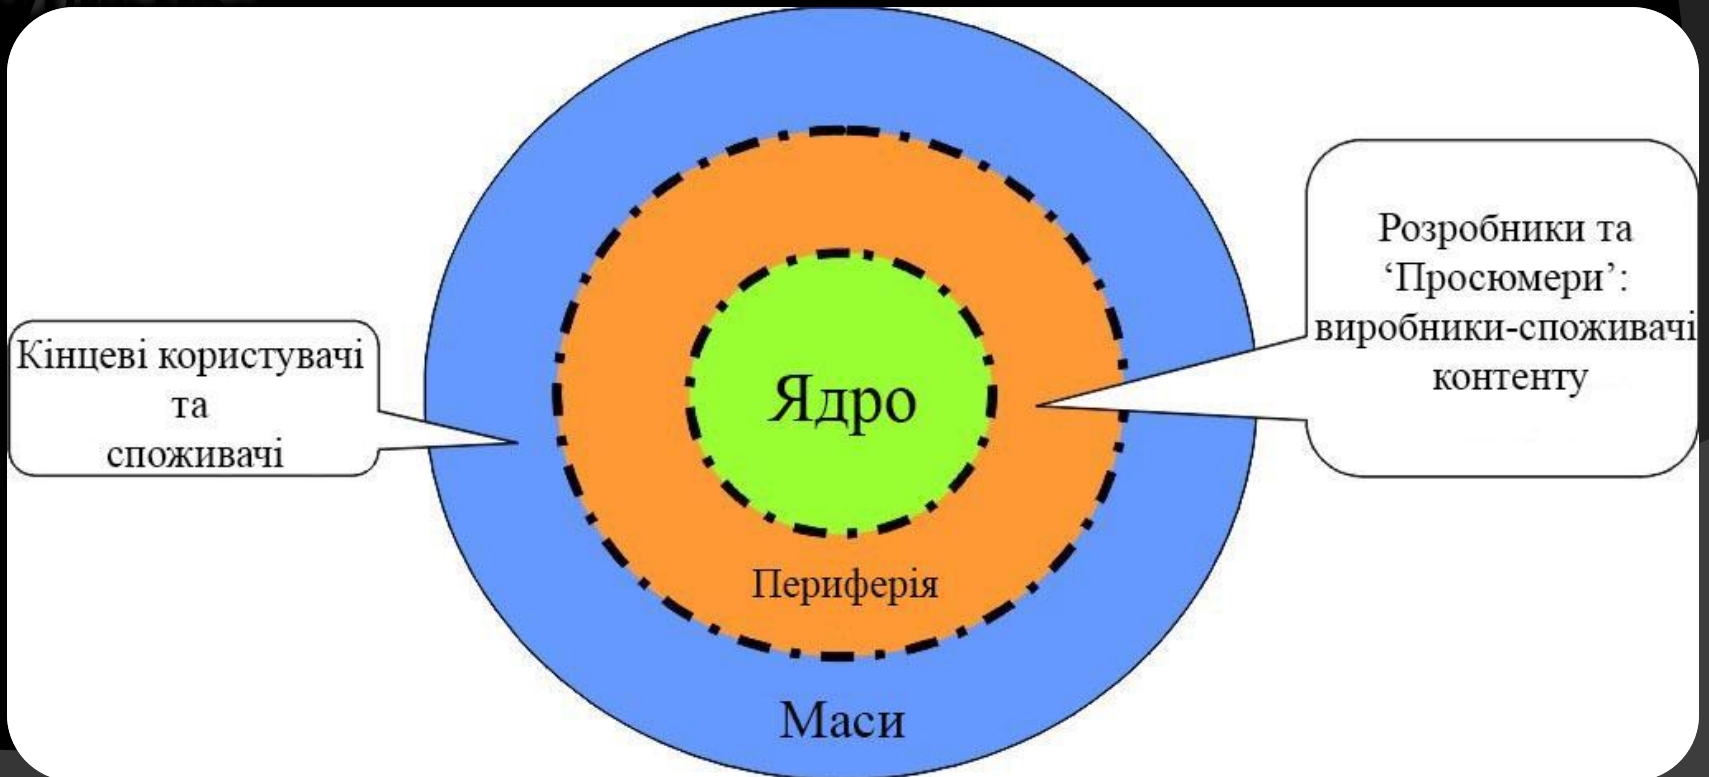 Кінцеві користувачі
та
споживачі
Ядро
Периферія
Маси
Розробники та
‘Просюмери’:
виробники-споживачі
контенту